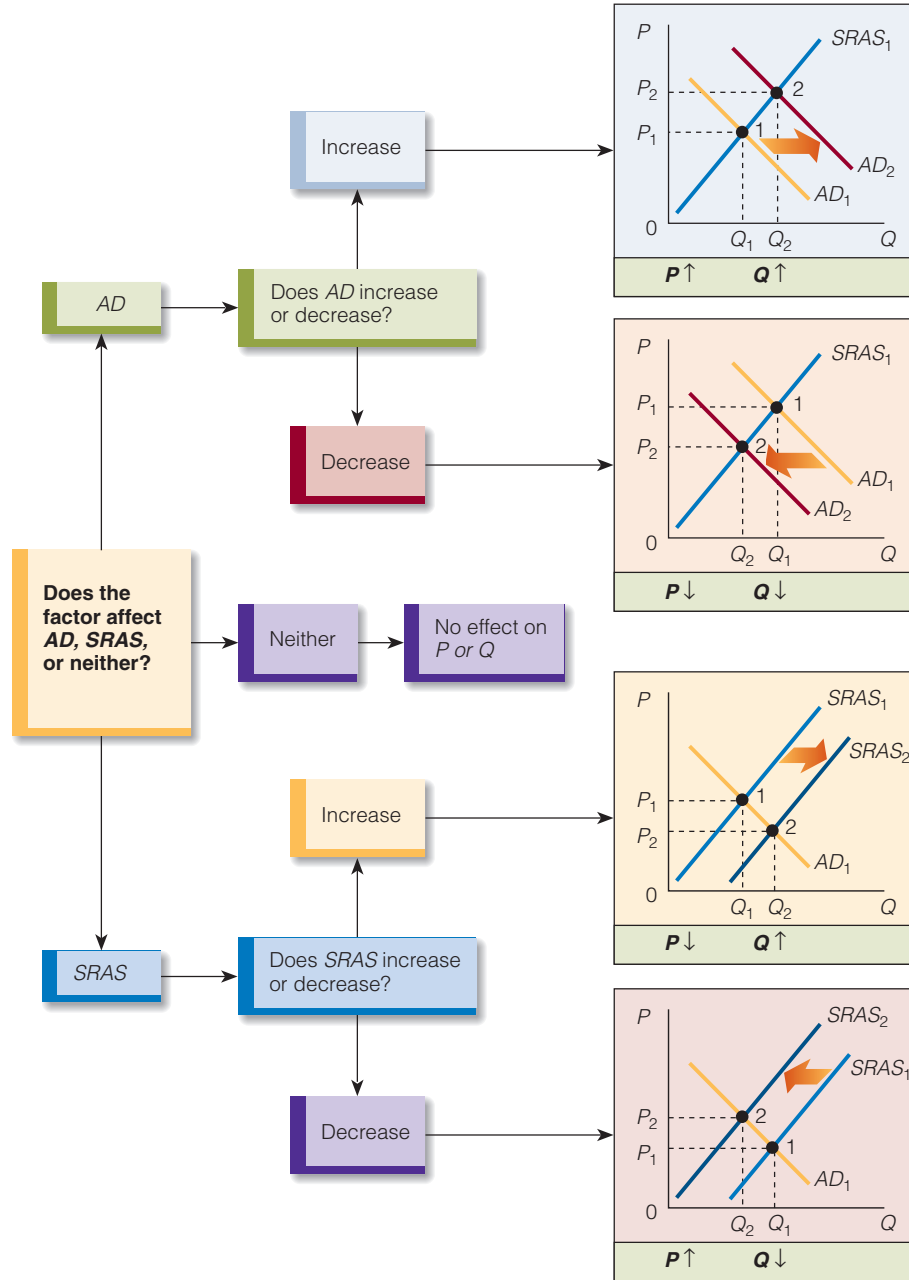 P
SRAS₁
P₂
2
P₁
1
AD₂
AD₁
0
Q₁
Q₂
Q
P ↑
Q ↑
Increase
AD
Does AD increase
or decrease?
Decrease
P
SRAS₁
P₁
1
P₂
2
AD₁
AD₂
0
Q₂
Q₁
Q
P ↓
Q ↓
Does the
factor affect
AD, SRAS,
or neither?
Neither
No effect on
P or Q
P
SRAS₁
SRAS₂
P₁
1
P₂
2
AD₁
0
Q₁
Q₂
Q
P ↓
Q ↑
Increase
SRAS
Does SRAS increase
or decrease?
Decrease
P
SRAS₂
SRAS₁
P₂
2
P₁
1
AD₁
0
Q₂
Q₁
Q
P ↑
Q ↓